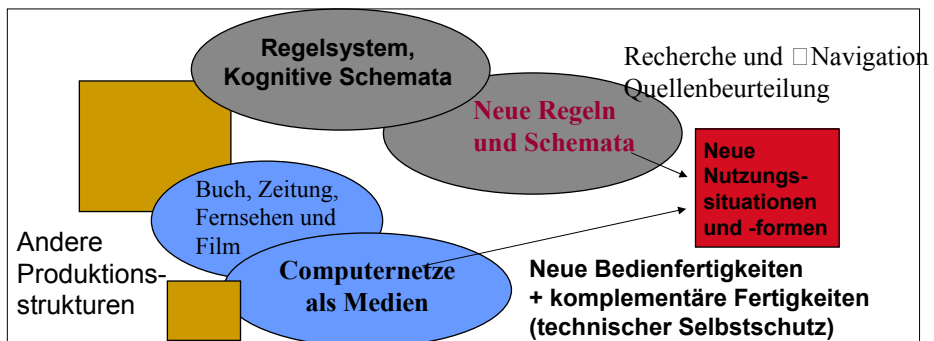 Regelsystem,
Kognitive Schemata
Recherche und □Navigation
Quellenbeurteilung
Neue Regeln
und Schemata
Neue
Nutzungs-
situationen
und -formen
Buch, Zeitung,
Fernsehen und
Film
Andere
Produktions-
strukturen
Computernetze
als Medien
Neue Bedienfertigkeiten
+ komplementäre Fertigkeiten
(technischer Selbstschutz)